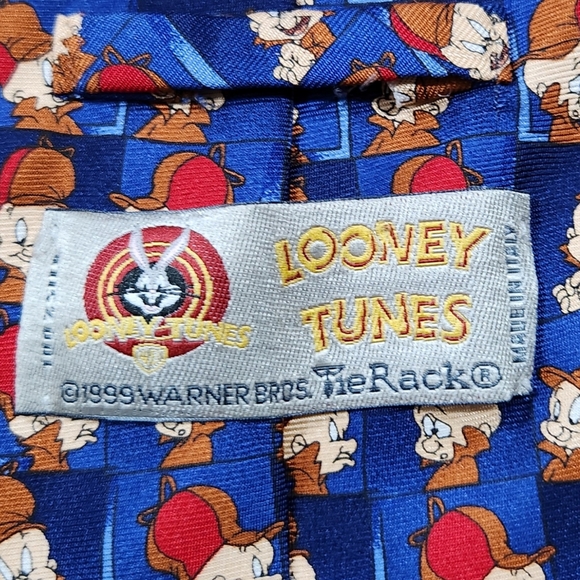 100% SILK
LOONEY TUNES
LOONEY
TUNES
©1999 WARNER BROS. TieRack®
MADE IN ITALY